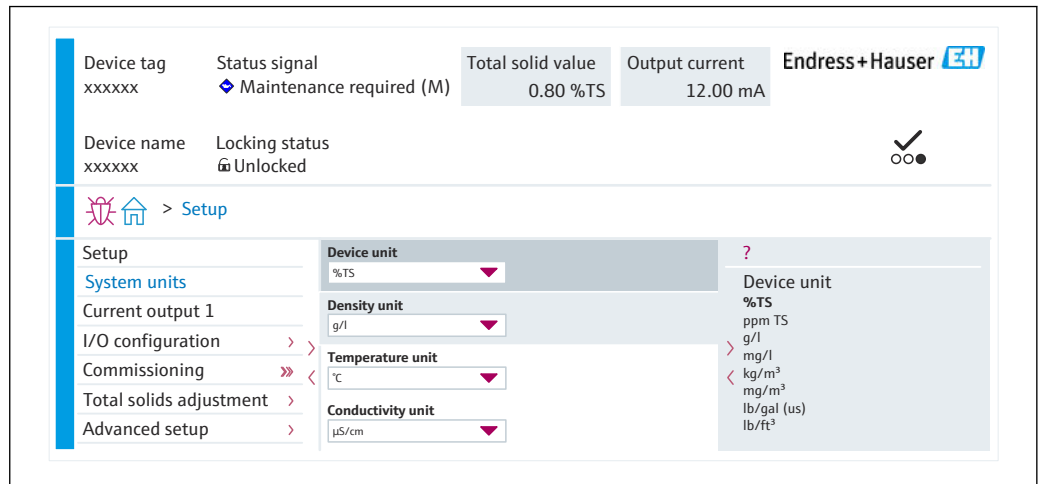 Device tag
xxxxxx
Status signal
Maintenance required (M)
Total solid value
0.80 %TS
Output current
12.00 mA
Endress+Hauser EH
Device name
xxxxxx
Locking status
Unlocked
> Setup
Setup
System units
Current output 1
I/O configuration >
Commissioning >>
Total solids adjustment >
Advanced setup >
Device unit
%TS
Density unit
g/l
Temperature unit
°C
Conductivity unit
µS/cm
?
Device unit
%TS
ppm TS
g/l
mg/l
kg/m³
mg/m³
lb/gal (us)
lb/ft³